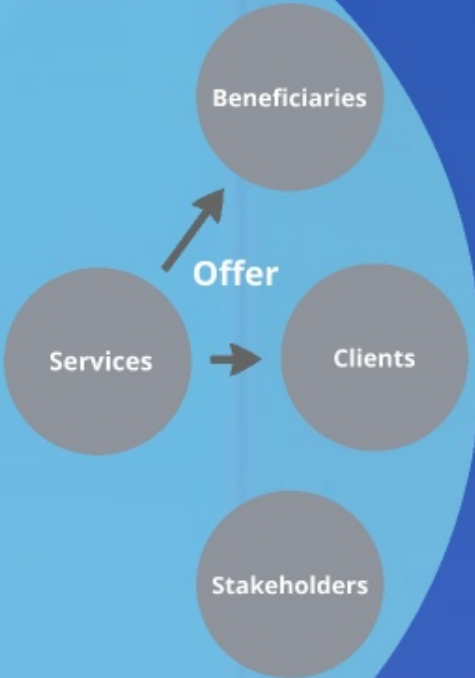 Beneficiaries
Offer
Services
Clients
Stakeholders